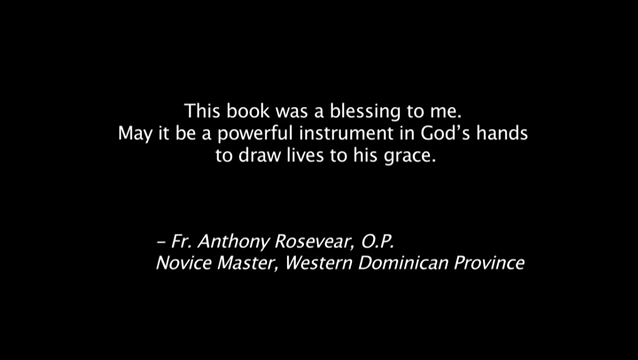 This book was a blessing to me.
May it be a powerful instrument in God's hands
to draw lives to his grace.
– Fr. Anthony Rosevear, O.P.
Novice Master, Western Dominican Province